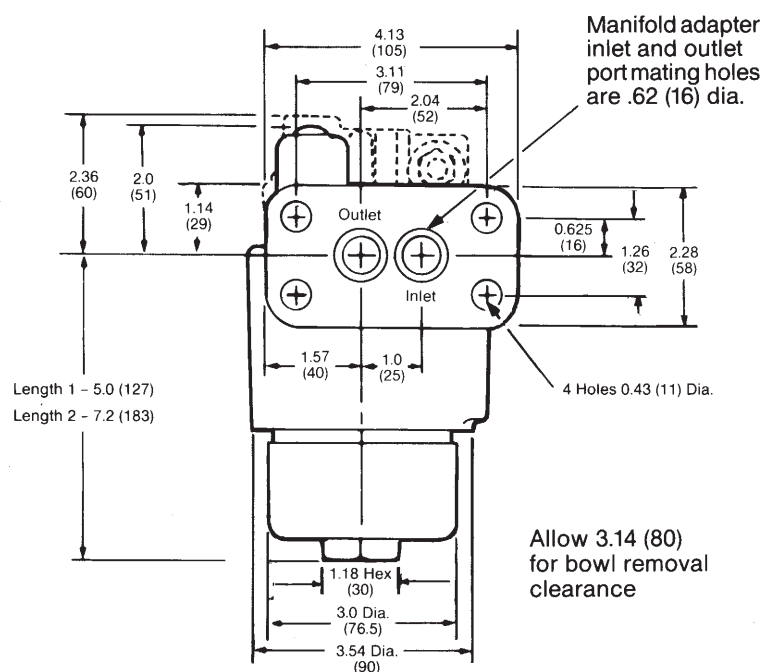 4.13
(105)
Manifold adapter
inlet and outlet
port mating holes
are .62 (16) dia.
3.11
(79)
2.04
(52)
2.36
(60)
2.0
(51)
1.14
(29)
Outlet
0.625
(16)
1.26
(32)
2.28
(58)
Inlet
1.57
(40)
1.0
(25)
Length 1 – 5.0 (127)
Length 2 – 7.2 (183)
4 Holes 0.43 (11) Dia.
Allow 3.14 (80)
for bowl removal
clearance
1.18 Hex
(30)
3.0 Dia.
(76.5)
3.54 Dia.
(90)